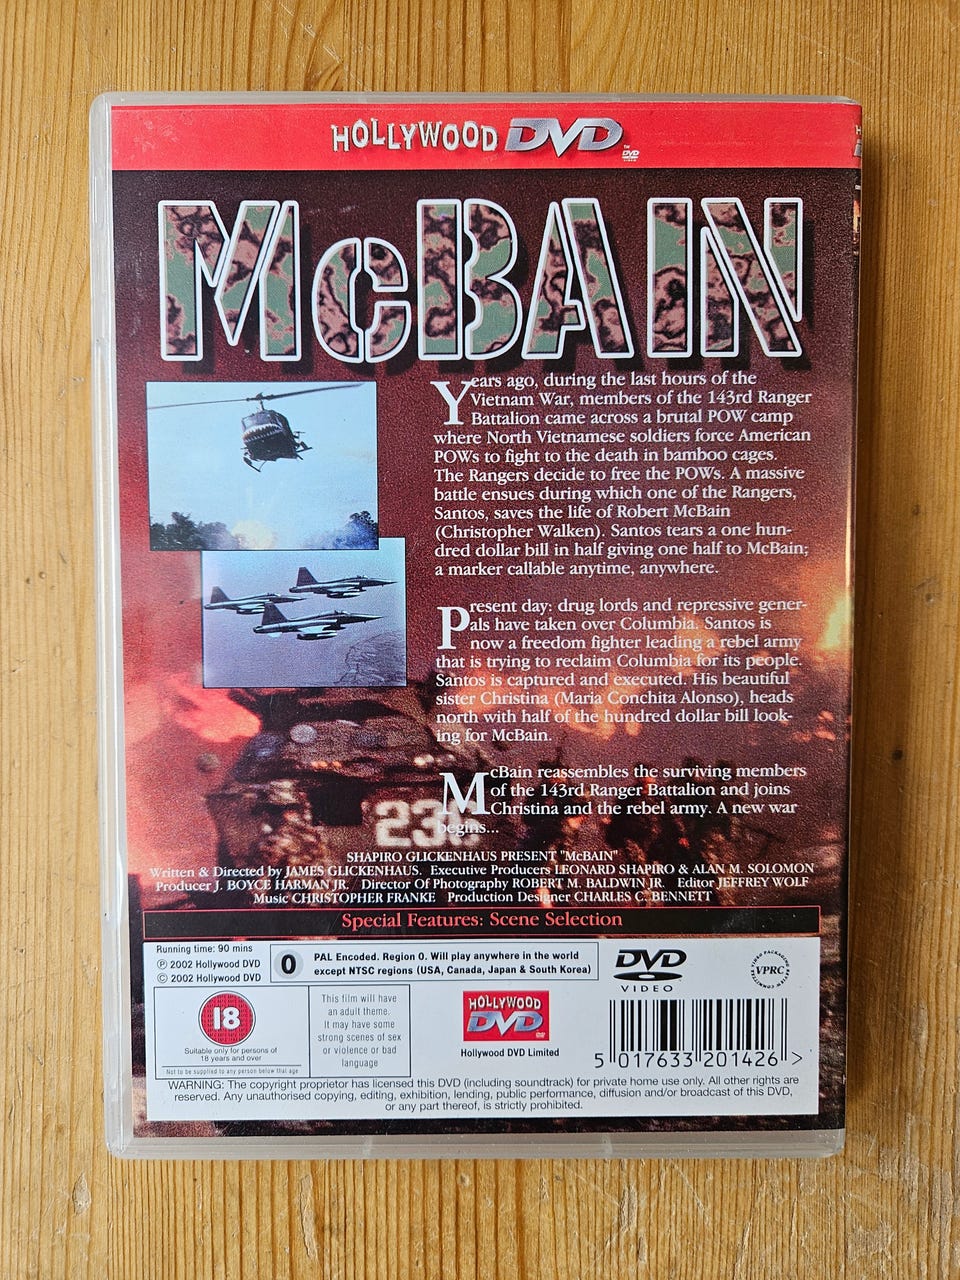 HOLLYWOOD DVD
McBAIN
Years ago, during the last hours of the
Vietnam War, members of the 143rd Ranger
Battalion came across a brutal POW camp
where North Vietnamese soldiers force American
POWs to fight to the death in bamboo cages.
The Rangers decide to free the POWs. A massive
battle ensues during which one of the Rangers,
Santos, saves the life of Robert McBain
(Christopher Walken). Santos tears a one hun-
dred dollar bill in half giving one half to McBain;
a marker callable anytime, anywhere.
Present day: drug lords and repressive gener-
als have taken over Columbia. Santos is
now a freedom fighter leading a rebel army
that is trying to reclaim Columbia for its people.
Santos is captured and executed. His beautiful
sister Christina (Maria Conchita Alonso), heads
north with half of the hundred dollar bill look-
ing for McBain.
McBain reassembles the surviving members
of the 143rd Ranger Battalion and joins
Christina and the rebel army. A new war
begins...
SHAPIRO GLICKENHAUS PRESENT "McBAIN"
Written & Directed by JAMES GLICKENHAUS. Executive Producers LEONARD SHAPIRO & ALAN M. SOLOMON
Producer J. BOYCE HARMAN JR. Director Of Photography ROBERT M. BALDWIN JR. Editor JEFFREY WOLF
Music CHRISTOPHER FRANKE Production Designer CHARLES C. BENNETT
Special Features: Scene Selection
Running time: 90 mins
Ⓟ 2002 Hollywood DVD
© 2002 Hollywood DVD
0
PAL Encoded. Region 0. Will play anywhere in the world
except NTSC regions (USA, Canada, Japan & South Korea)
DVD
VIDEO
VIDEO PACKAGING REVIEW COMMITTEE
VPRC
18
Suitable only for persons of
18 years and over
Not to be supplied to any person below that age
This film will have
an adult theme.
It may have some
strong scenes of sex
or violence or bad
language
HOLLYWOOD
DVD
Hollywood DVD Limited
5 017633 201426 >
WARNING: The copyright proprietor has licensed this DVD (including soundtrack) for private home use only. All other rights are
reserved. Any unauthorised copying, editing, exhibition, lending, public performance, diffusion and/or broadcast of this DVD,
or any part thereof, is strictly prohibited.